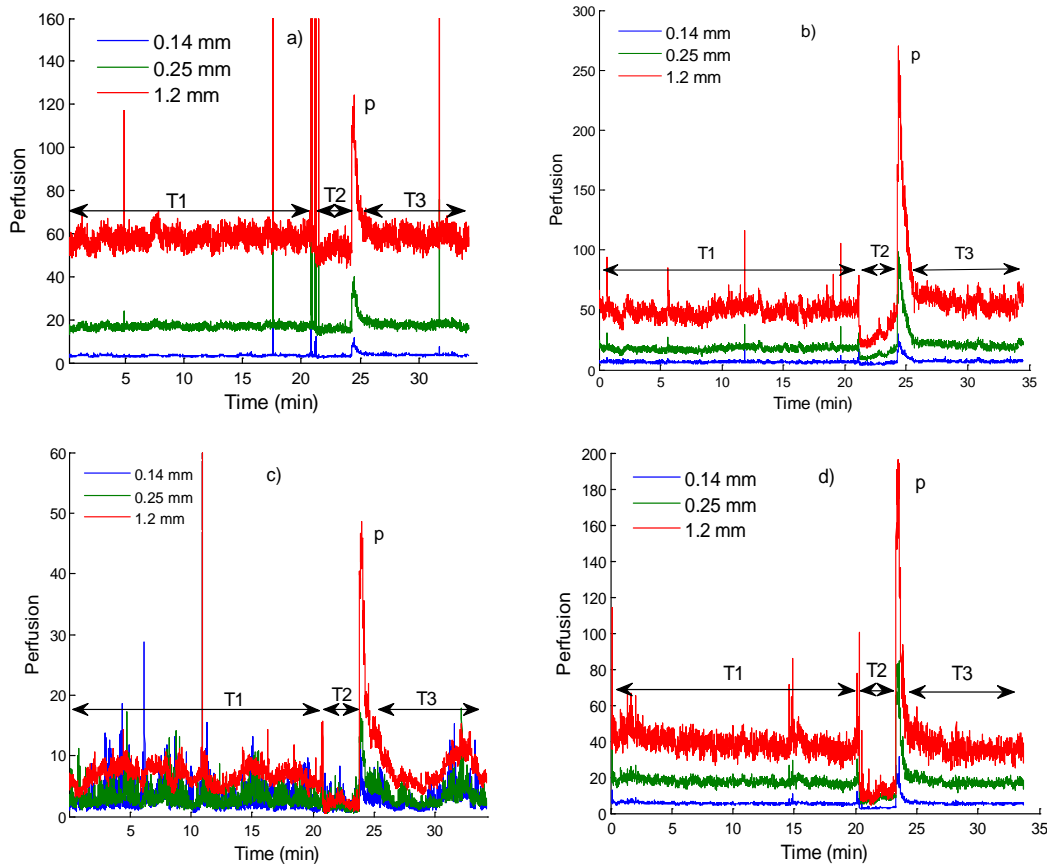 a)
160
140
120
100
80
60
40
20
0
Perfusion
0.14 mm
0.25 mm
1.2 mm
p
T1
T2
T3
5 10 15 20 25 30
Time (min)
b)
300
250
200
150
100
50
0
Perfusion
0.14 mm
0.25 mm
1.2 mm
p
T1
T2
T3
0 5 10 15 20 25 30 35
Time (min)
c)
60
50
40
30
20
10
0
Perfusion
0.14 mm
0.25 mm
1.2 mm
p
T1
T2
T3
5 10 15 20 25 30
Time (min)
d)
200
180
160
140
120
100
80
60
40
20
0
Perfusion
0.14 mm
0.25 mm
1.2 mm
p
T1
T2
T3
0 5 10 15 20 25 30 35
Time (min)